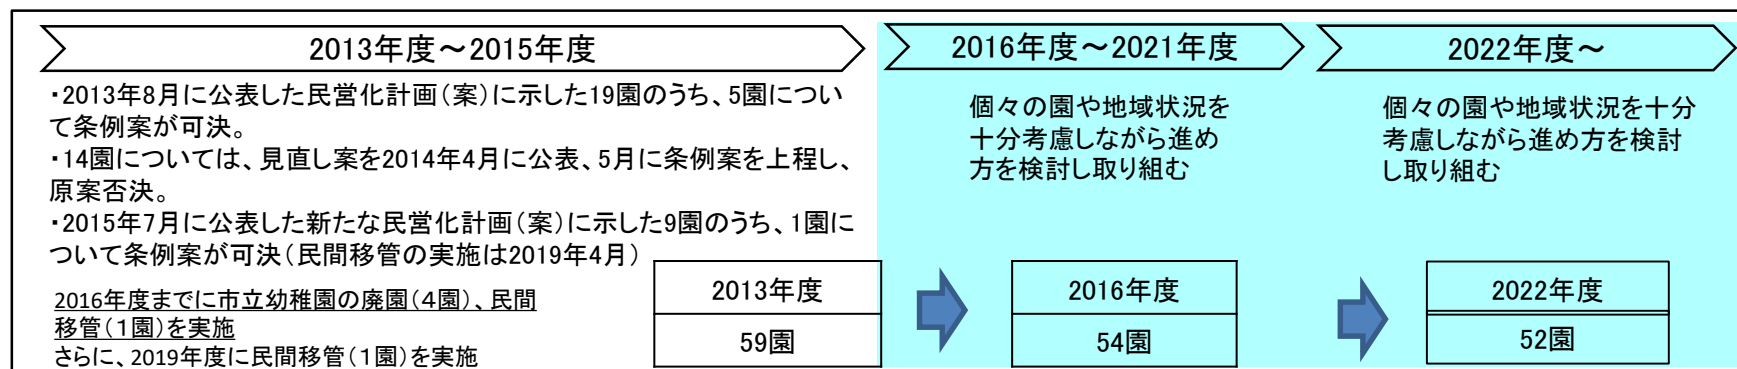 2013年度～2015年度
・2013年8月に公表した民営化計画（案）に示した19園のうち、5園につい
て条例案が可決。
・14園については、見直し案を2014年4月に公表、5月に条例案を上程し、
原案否決。
・2015年7月に公表した新たな民営化計画（案）に示した9園のうち、1園に
ついて条例案が可決（民間移管の実施は2019年4月）
2016年度までに市立幼稚園の廃園（４園）、民間
移管（１園）を実施
さらに、2019年度に民間移管（１園）を実施
2013年度
59園
2016年度～2021年度
個々の園や地域状況を
十分考慮しながら進め
方を検討し取り組む
2016年度
54園
2022年度～
個々の園や地域状況を十分
考慮しながら進め方を検討
し取り組む
2022年度
52園